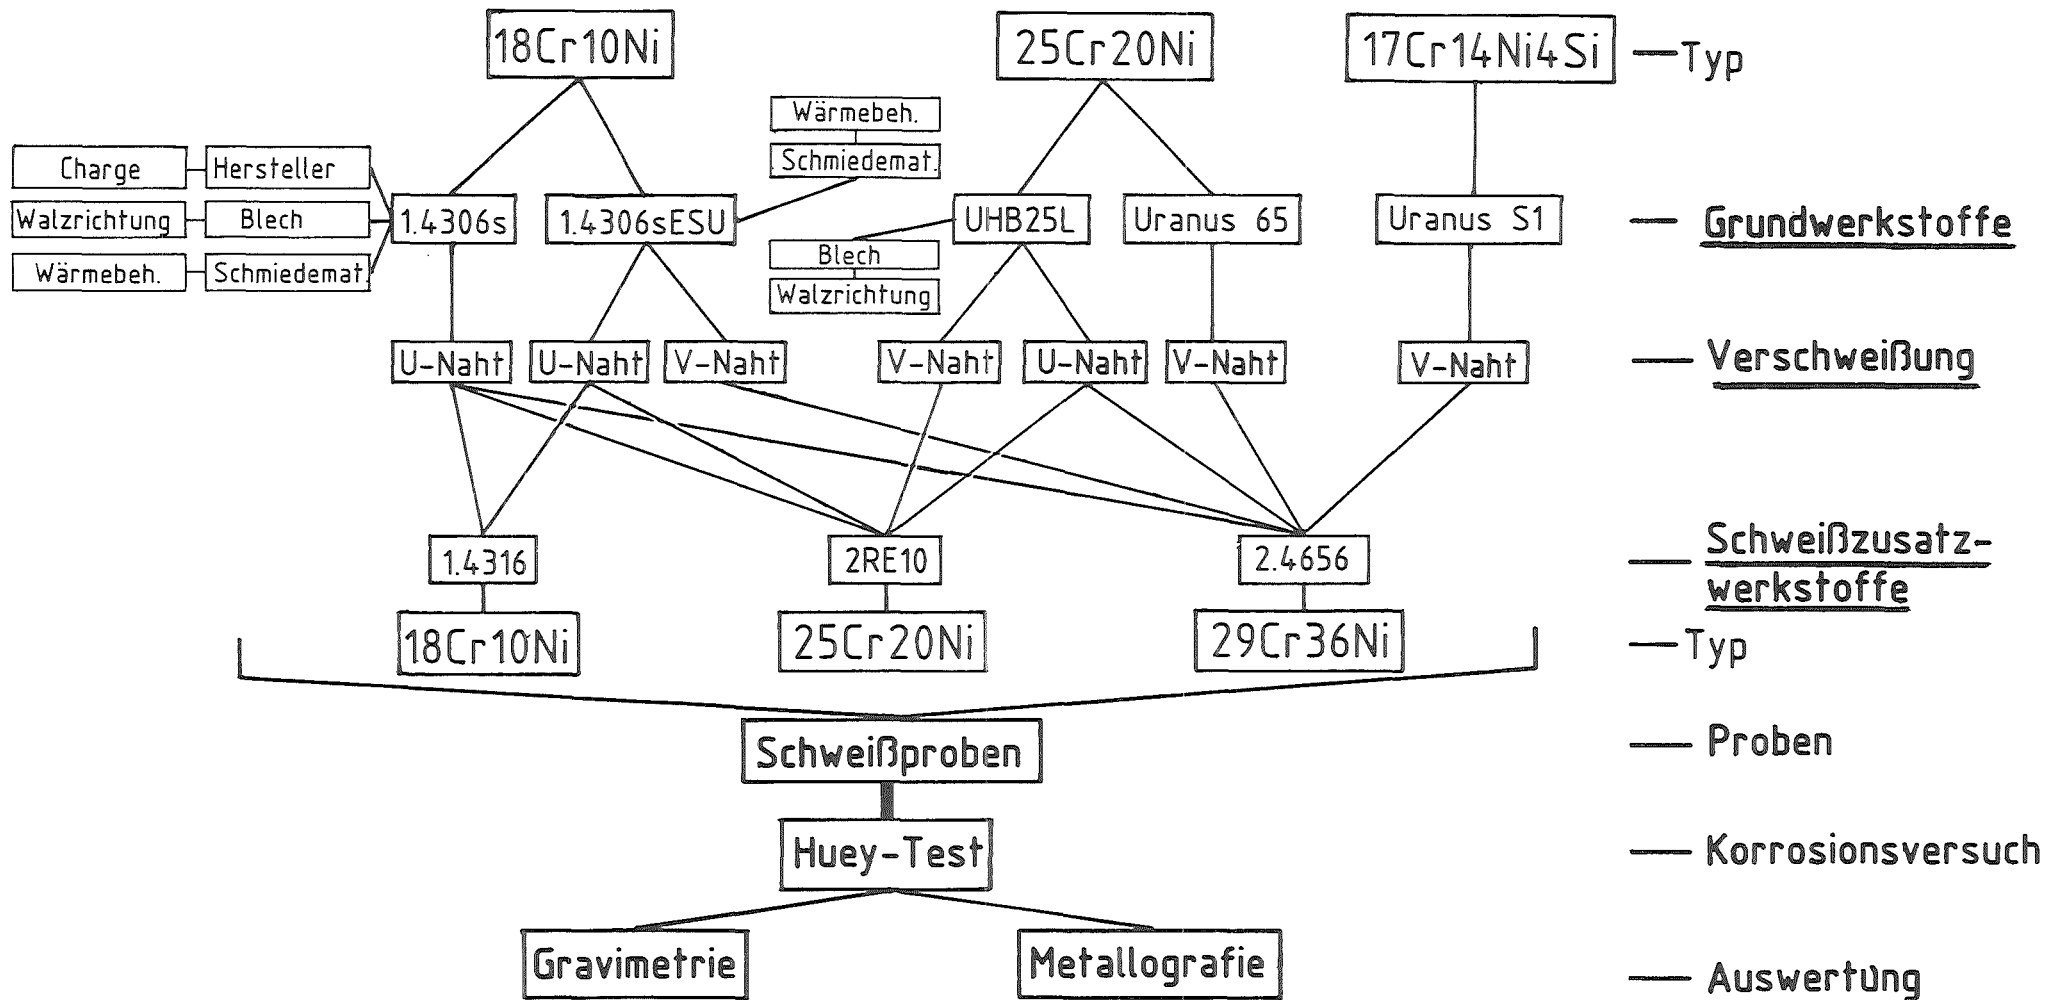 18Cr10Ni
25Cr20Ni
17Cr14Ni4Si
Typ
Wärmebeh.
Schmiedemat.
Charge
Hersteller
Walzrichtung
Blech
Wärmebeh.
Schmiedemat.
1.4306s
1.4306sESU
UHB25L
Uranus 65
Uranus S1
Grundwerkstoffe
Blech
Walzrichtung
U-Naht
U-Naht
V-Naht
V-Naht
U-Naht
V-Naht
V-Naht
Verschweißung
1.4316
2RE10
2.4656
Schweißzusatz-
werkstoffe
18Cr10Ni
25Cr20Ni
29Cr36Ni
Typ
Schweißproben
Proben
Huey-Test
Korrosionsversuch
Gravimetrie
Metallografie
Auswertung